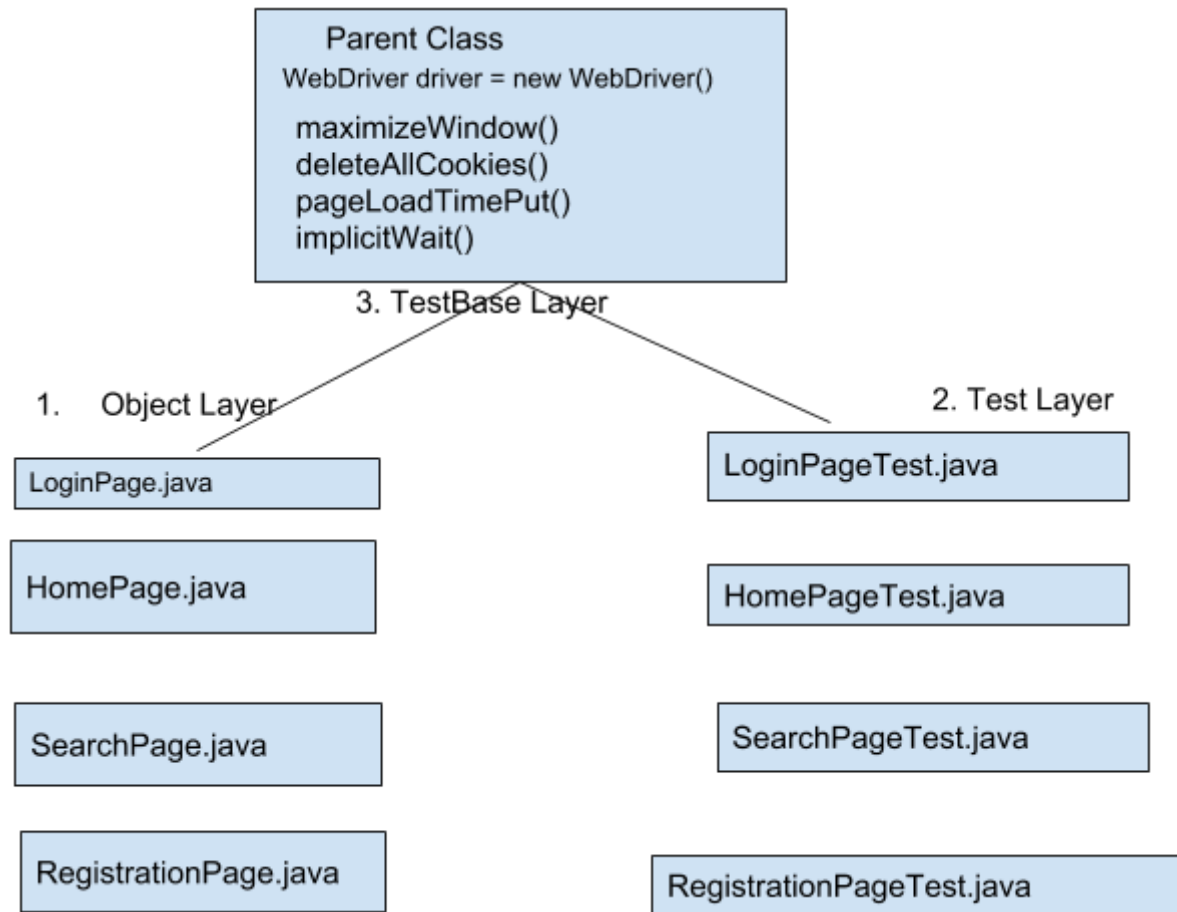 Parent Class
WebDriver driver = new WebDriver()
maximizeWindow()
deleteAllCookies()
pageLoadTimePut()
implicitWait()
3. TestBase Layer
1. Object Layer
2. Test Layer
LoginPage.java
LoginPageTest.java
HomePage.java
HomePageTest.java
SearchPage.java
SearchPageTest.java
RegistrationPage.java
RegistrationPageTest.java